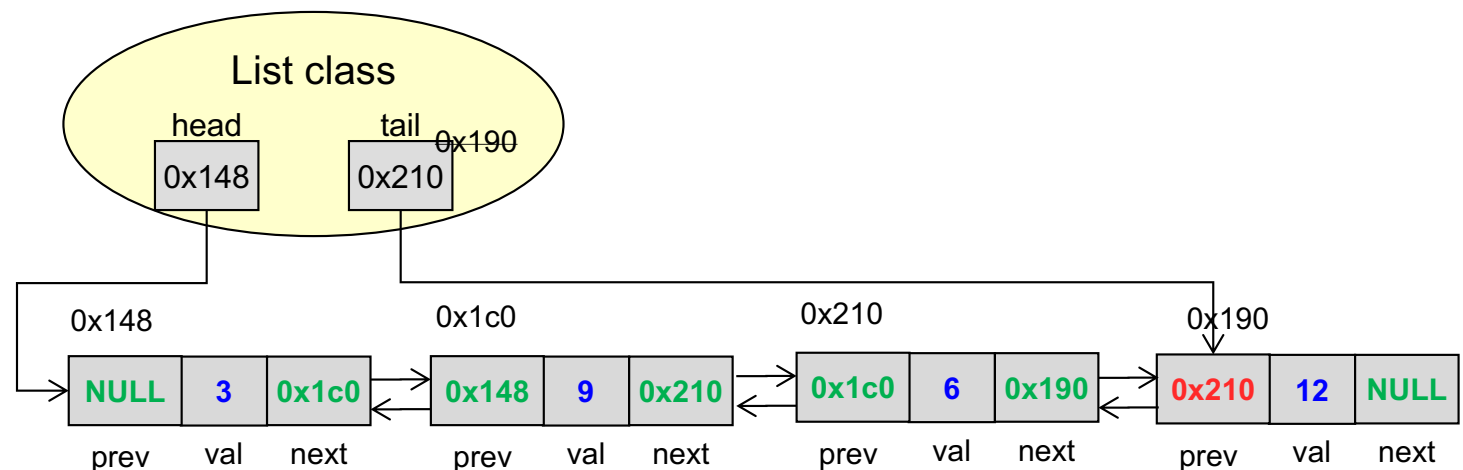 List class
head tail
0x190
0x148 0x210
0x148 0x1c0 0x210 0x190
NULL 3 0x1c0 0x148 9 0x210 0x1c0 6 0x190 0x210 12 NULL
prev val next prev val next prev val next prev val next